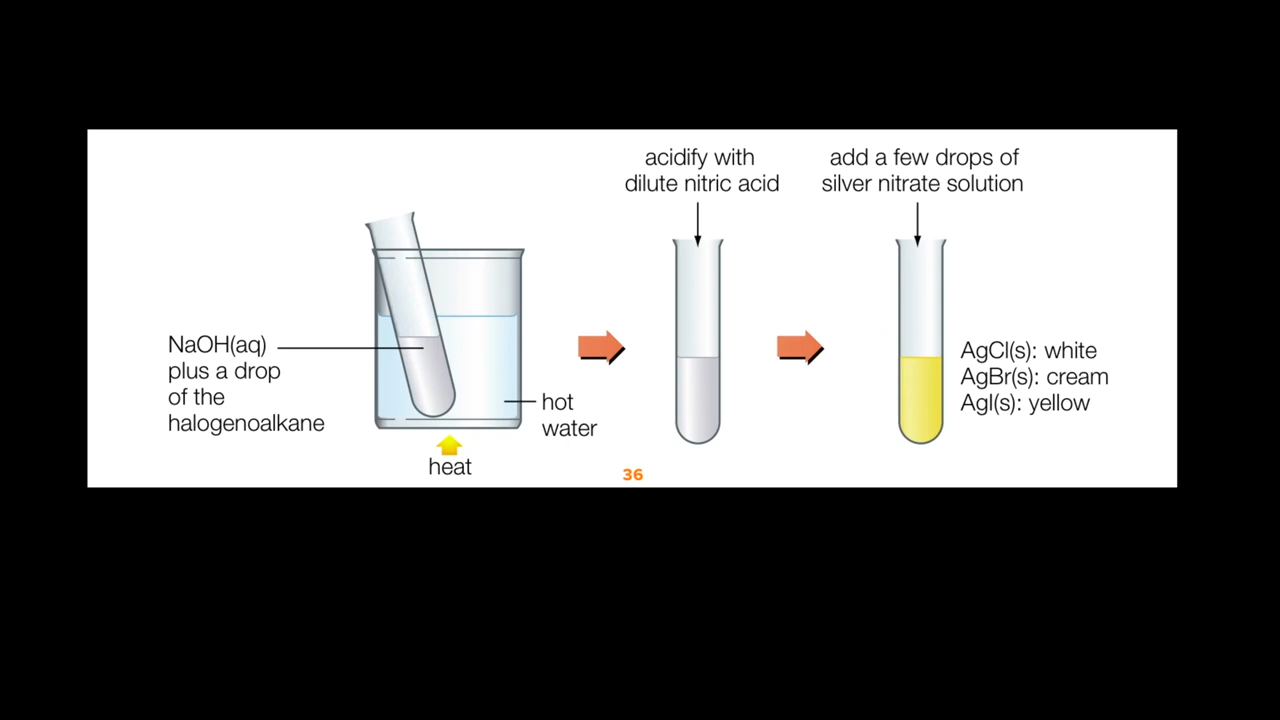 acidify with
dilute nitric acid
add a few drops of
silver nitrate solution
NaOH(aq)
plus a drop
of the
halogenoalkane
hot
water
heat
AgCl(s): white
AgBr(s): cream
AgI(s): yellow
36